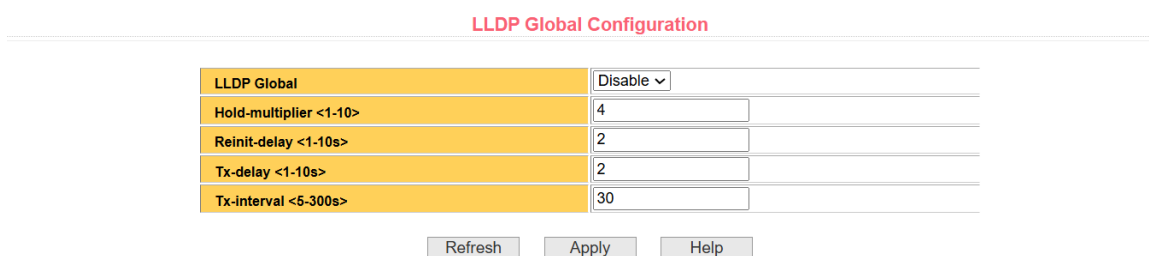 LLDP Global Configuration
LLDP Global Disable
Hold-multiplier <1-10> 4
Reinit-delay <1-10s> 2
Tx-delay <1-10s> 2
Tx-interval <5-300s> 30
Refresh Apply Help